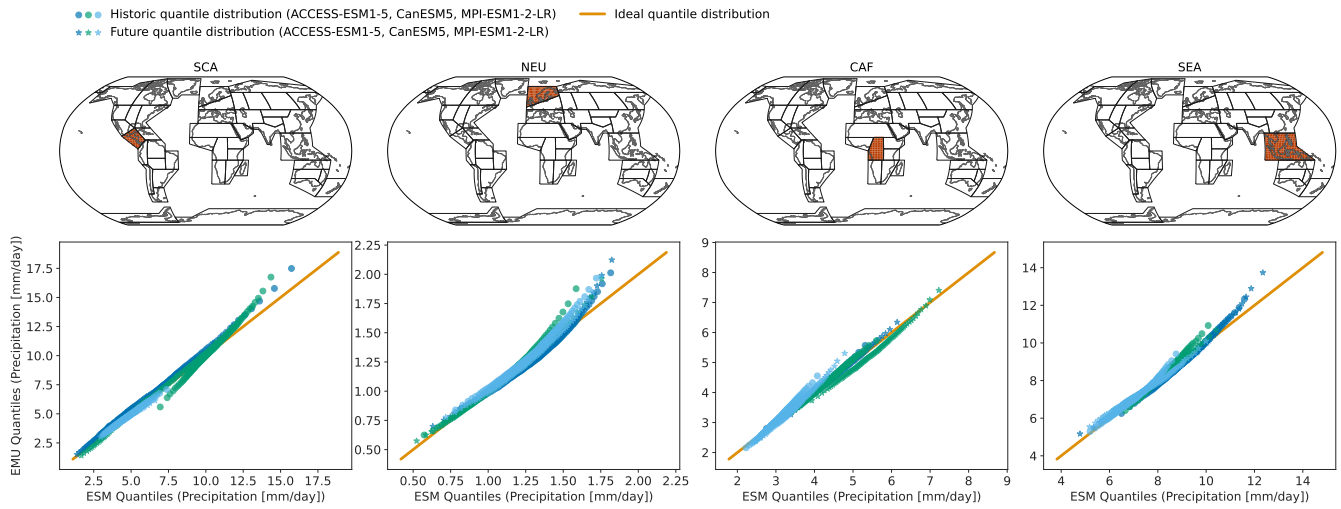 Historic quantile distribution (ACCESS-ESM1-5, CanESM5, MPI-ESM1-2-LR)
Ideal quantile distribution
Future quantile distribution (ACCESS-ESM1-5, CanESM5, MPI-ESM1-2-LR)
SCA
NEU
CAF
SEA
EMU Quantiles (Precipitation [mm/day])
17.5
15.0
12.5
10.0
7.5
5.0
2.5
2.5 5.0 7.5 10.0 12.5 15.0 17.5
ESM Quantiles (Precipitation [mm/day])
2.25
2.00
1.75
1.50
1.25
1.00
0.75
0.50
0.50 0.75 1.00 1.25 1.50 1.75 2.00 2.25
ESM Quantiles (Precipitation [mm/day])
9
8
7
6
5
4
3
2
2 3 4 5 6 7 8 9
ESM Quantiles (Precipitation [mm/day])
14
12
10
8
6
4
4 6 8 10 12 14
ESM Quantiles (Precipitation [mm/day])